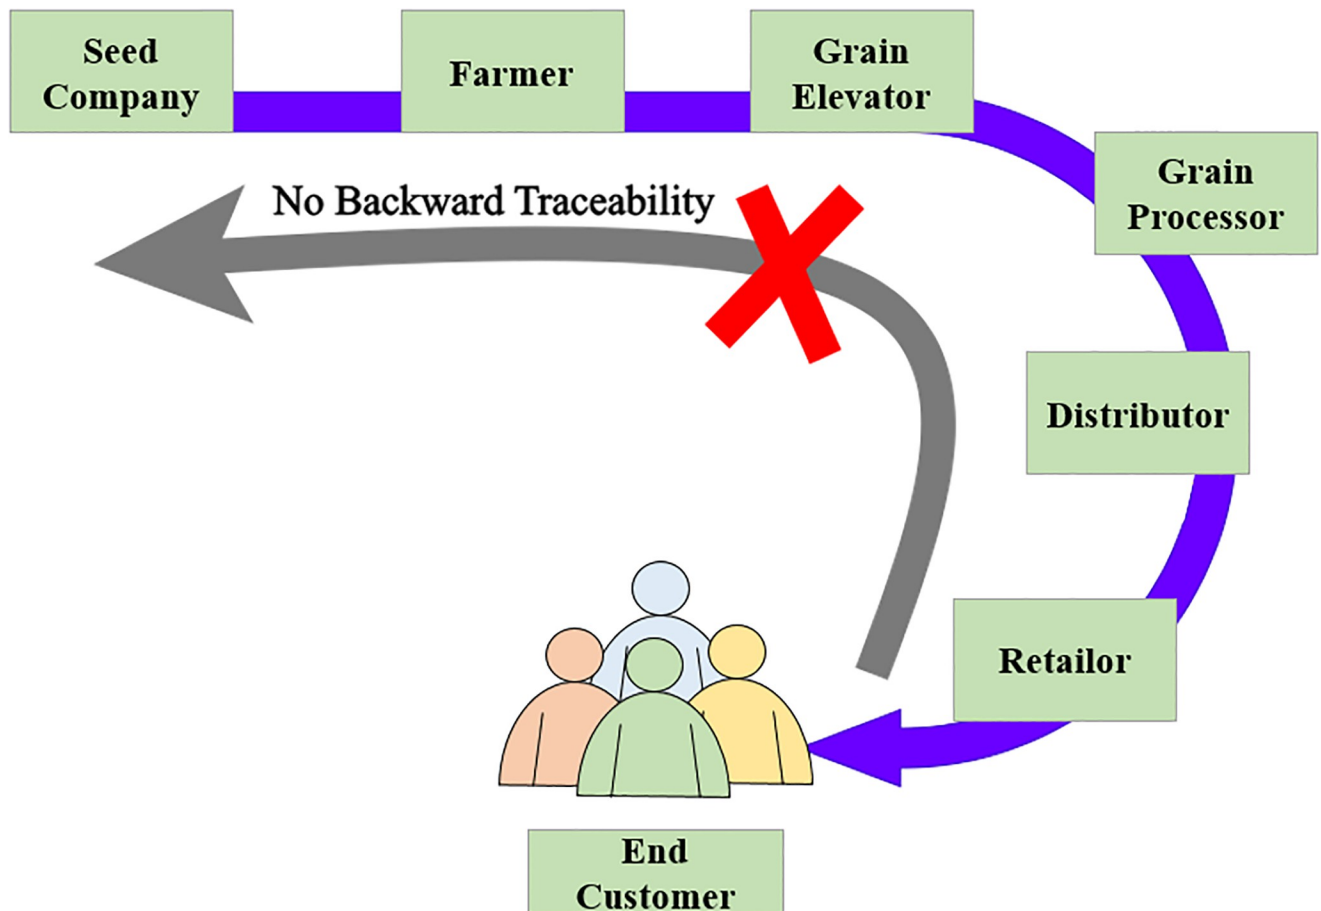 Seed
Company
Farmer
Grain
Elevator
Grain
Processor
No Backward Traceability
Distributor
Retailor
End
Customer